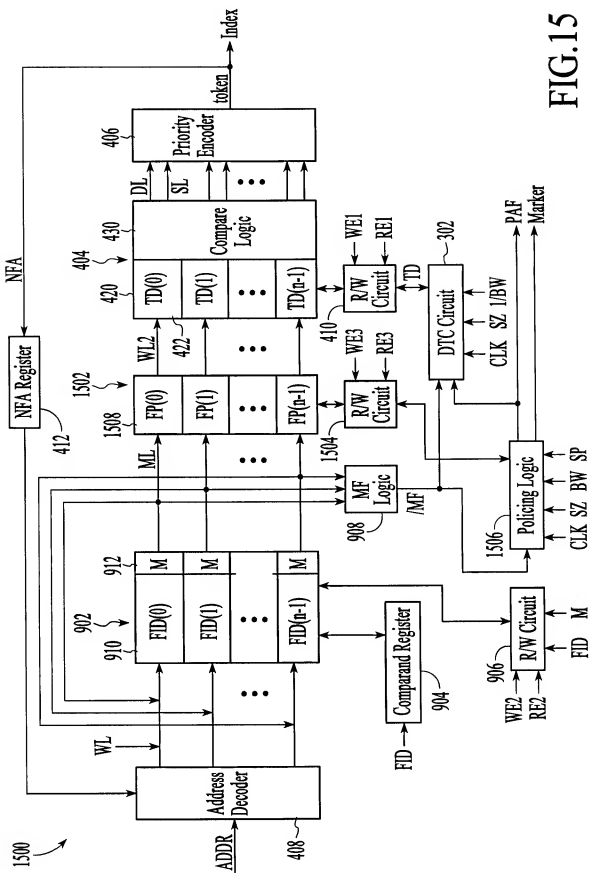 1500
ADDR
Address
Decoder
408
WL
902
910
912
FID(0)
M
FID(1)
M
FID(n-1)
M
FID
Comparand Register
904
906
R/W Circuit
WE2
RE2
FID
M
NFA
NFA Register
412
ML
MF
Logic
908
/MF
1502
1508
FP(0)
FP(1)
FP(n-1)
WL2
1504
R/W
Circuit
WE3
RE3
1506
Policing Logic
CLK
SZ
BW
SP
404
420
430
422
TD(0)
TD(1)
TD(n-1)
Compare
Logic
410
R/W
Circuit
WE1
RE1
TD
302
DTC Circuit
CLK
SZ
1/BW
PAF
Marker
DL
SL
406
Priority
Encoder
token
Index
FIG.15